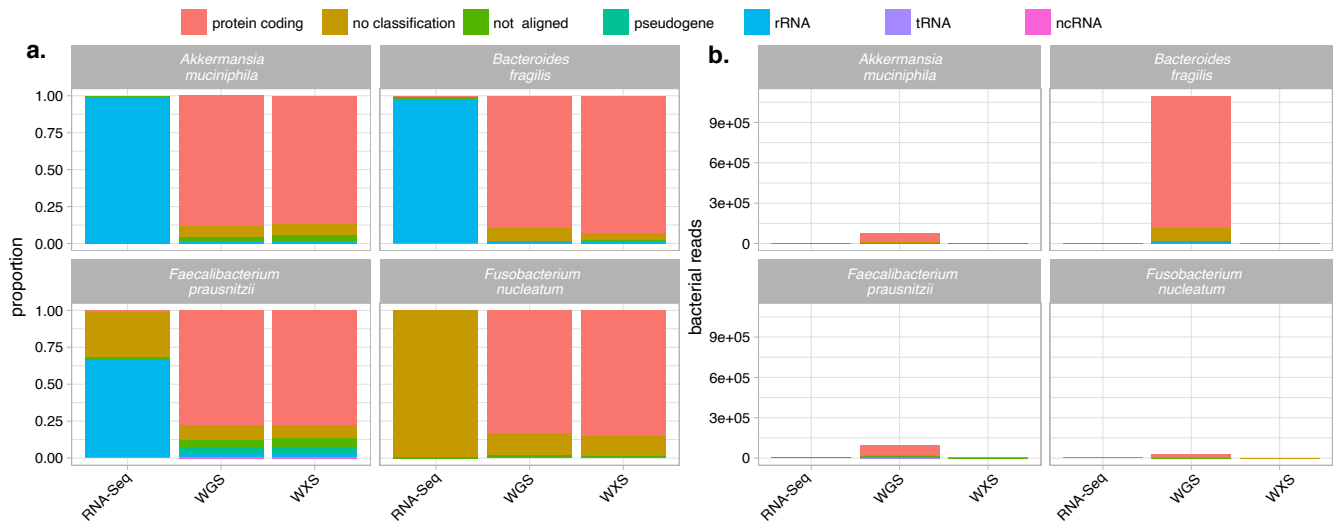 protein coding no classification not aligned pseudogene rRNA tRNA ncRNA
a.
Akkermansia
muciniphila
Bacteroides
fragilis
1.00
0.75
0.50
0.25
0.00
Faecalibacterium
prausnitzii
Fusobacterium
nucleatum
1.00
0.75
0.50
0.25
0.00
proportion
RNA-Seq WGS WXS RNA-Seq WGS WXS
b.
Akkermansia
muciniphila
Bacteroides
fragilis
9e+05
6e+05
3e+05
0
Faecalibacterium
prausnitzii
Fusobacterium
nucleatum
9e+05
6e+05
3e+05
0
bacterial reads
RNA-Seq WGS WXS RNA-Seq WGS WXS